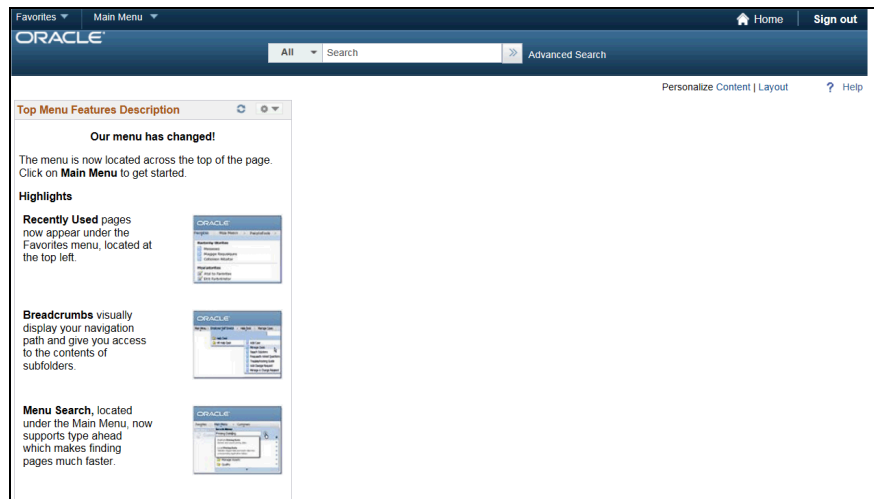 Favorites Main Menu Home Sign out
ORACLE
All Search Advanced Search
Personalize Content | Layout ? Help
Top Menu Features Description
Our menu has changed!
The menu is now located across the top of the page.
Click on Main Menu to get started.
Highlights
Recently Used pages
now appear under the
Favorites menu, located at
the top left.
ORACLE
Breadcrumbs visually
display your navigation
path and give you access
to the contents of
subfolders.
ORACLE
Menu Search, located
under the Main Menu, now
supports type ahead
which makes finding
pages much faster.
ORACLE